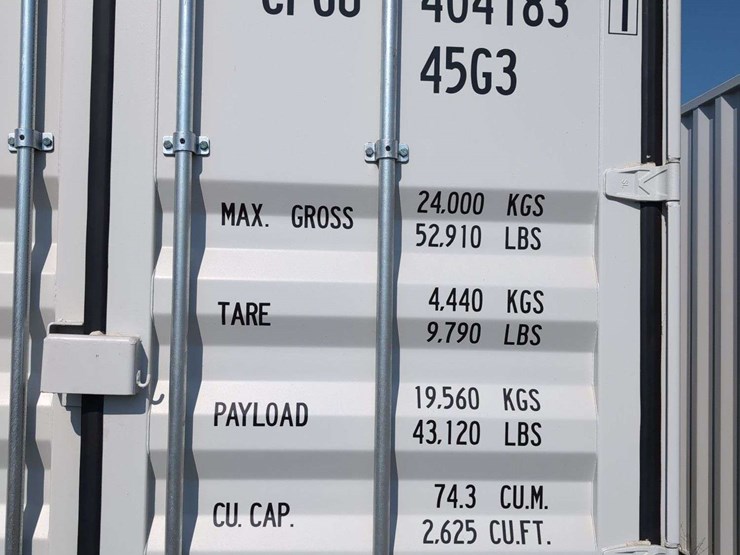 404183 1
45G3
MAX. GROSS 24,000 KGS
52,910 LBS
TARE 4,440 KGS
9,790 LBS
PAYLOAD 19,560 KGS
43,120 LBS
CU. CAP. 74.3 CU.M.
2,625 CU.FT.